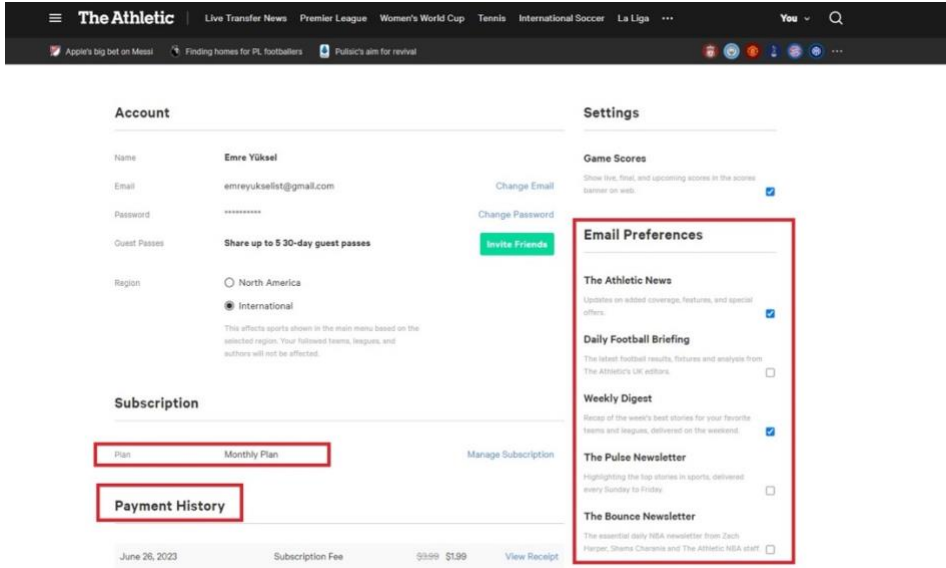 The Athletic
Live Transfer News Premier League Women's World Cup Tennis International Soccer La Liga ••• You
Apple's big bet on Messi Finding homes for PL footballers Pulisic's aim for revival
Account
Name Emre Yüksel
Email emreyukselist@gmail.com Change Email
Password ********** Change Password
Guest Passes Share up to 5 30-day guest passes Invite Friends
Region North America
International
This affects sports shown in the main menu based on the
selected region. Your followed teams, leagues, and
authors will not be affected.
Subscription
Plan Monthly Plan Manage Subscription
Payment History
June 26, 2023 Subscription Fee $3.99 $1.99 View Receipt
Settings
Game Scores
Show live, final, and upcoming scores in the scores
banner on web.
Email Preferences
The Athletic News
Updates on added coverage, features, and special
offers.
Daily Football Briefing
The latest football results, fixtures and analysis from
The Athletic's UK editors.
Weekly Digest
Recap of the week's best stories for your favorite
teams and leagues, delivered on the weekend.
The Pulse Newsletter
Highlighting the top stories in sports, delivered
every Sunday to Friday.
The Bounce Newsletter
The essential daily NBA newsletter from Zach
Harper, Shams Charania and The Athletic NBA staff